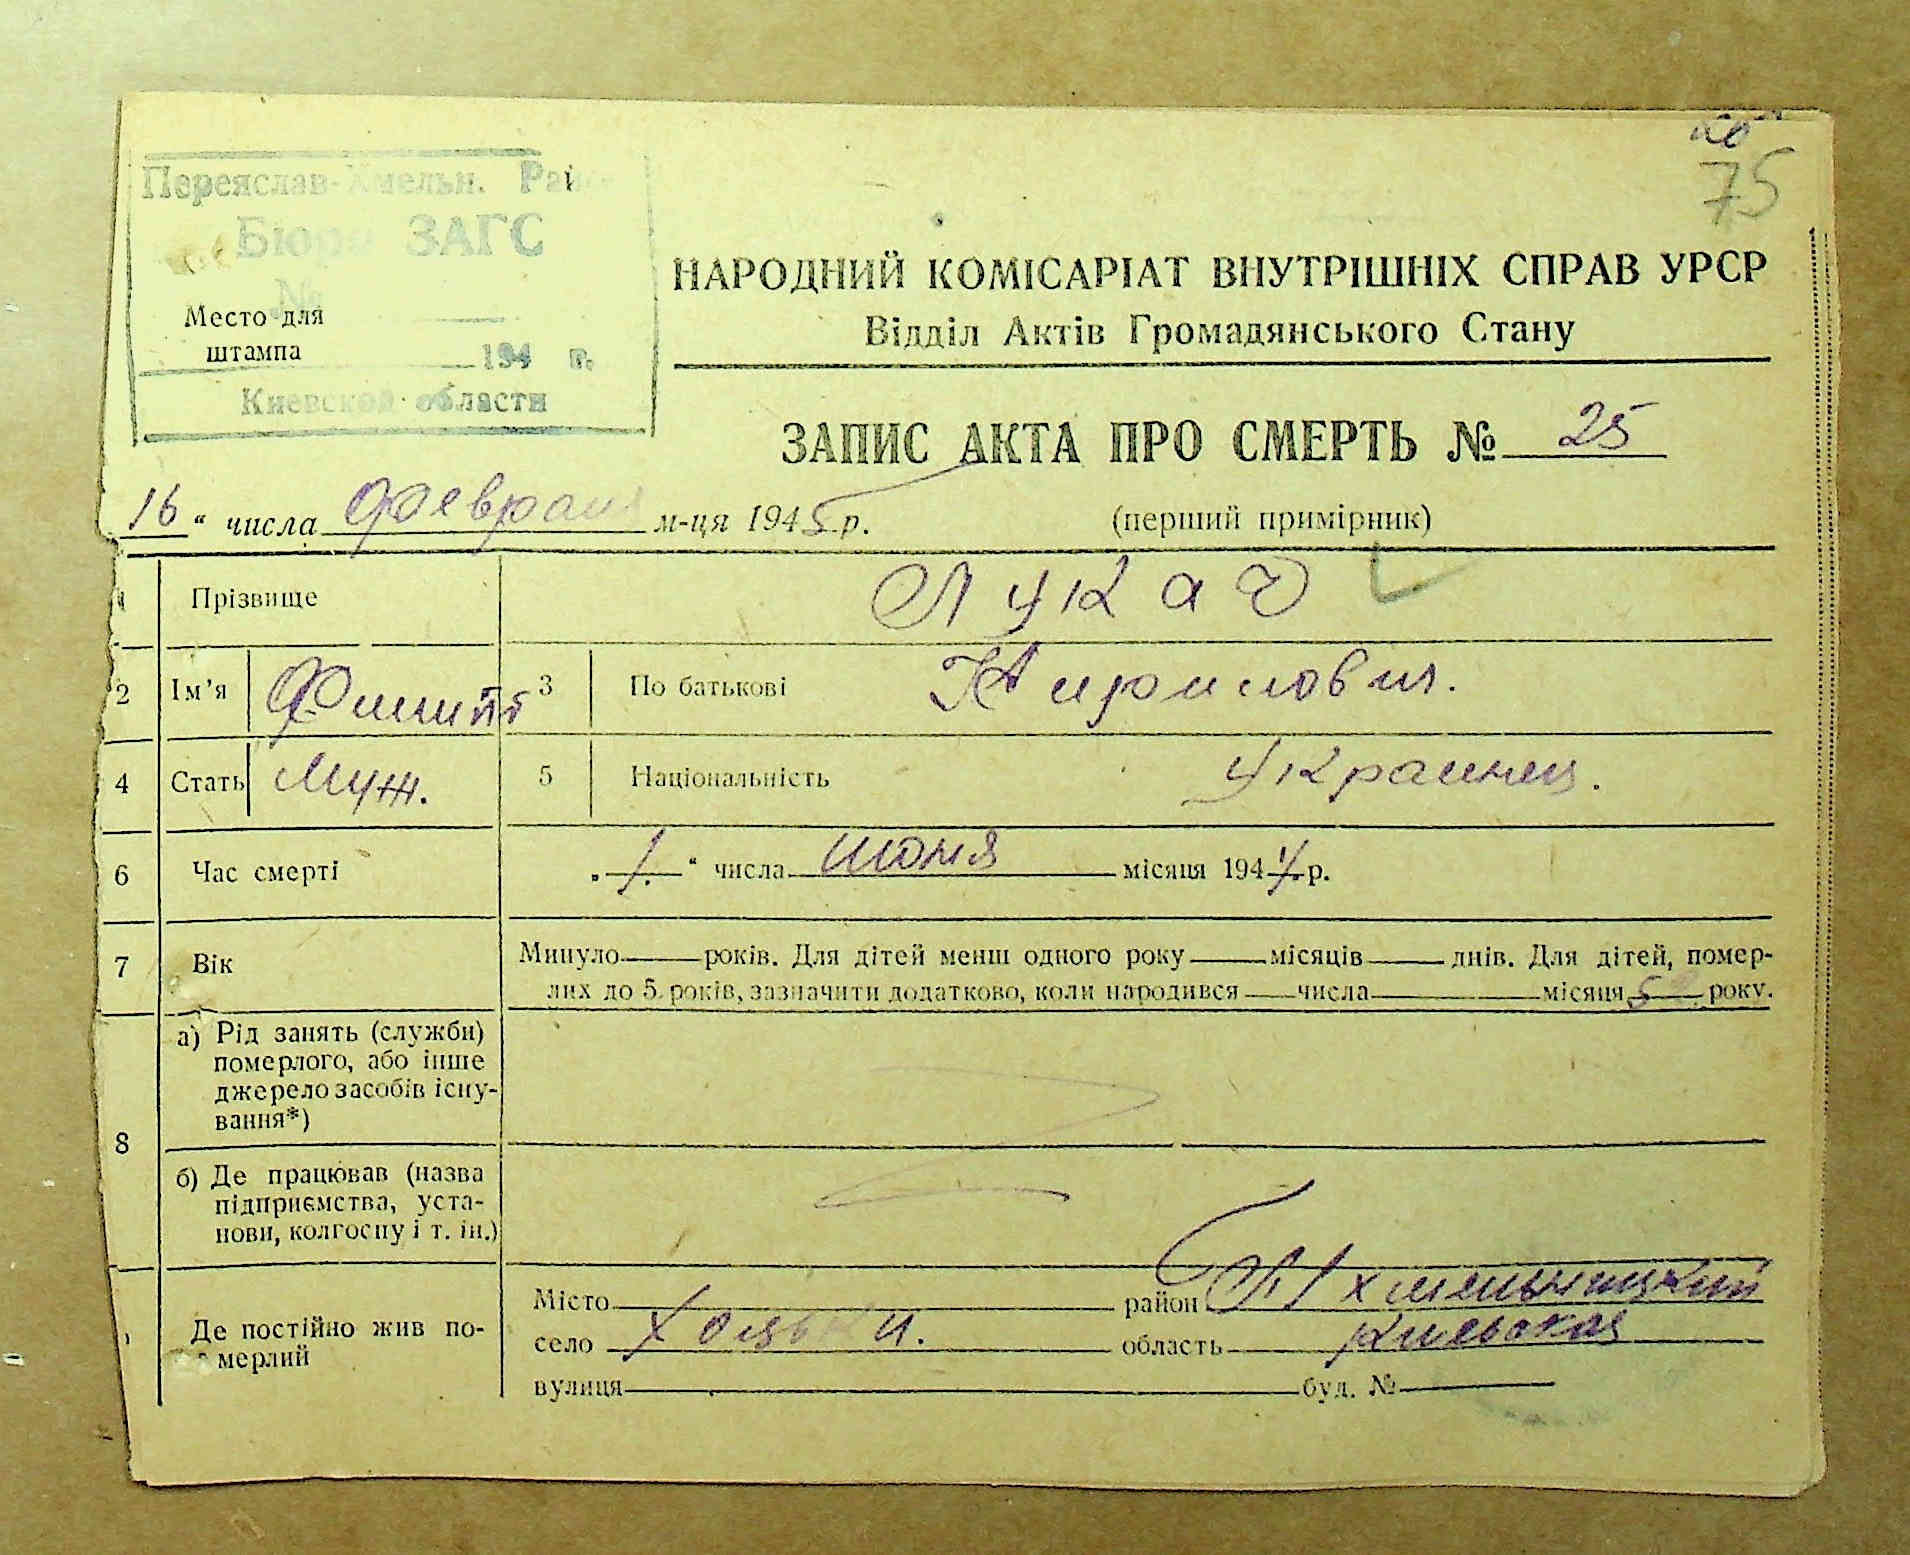 75
Переяслав-Хмельн. Рай
Бюро ЗАГС
№
Место для
штампа 194 г.
Киевской области
НАРОДНИЙ КОМІСАРІАТ ВНУТРІШНІХ СПРАВ УРСР
Відділ Актів Громадянського Стану
ЗАПИС АКТА ПРО СМЕРТЬ № 25
16 " числа Февраля м-ця 1945 р. (перший примірник)
1 Прізвище Лукач
2 Ім'я Филипп 3 По батькові
4 Стать Муж. 5 Національність Украинец.
6 Час смерті „ 1. " числа июня місяця 1944 р.
7 Вік Минуло років. Для дітей менш одного року місяців днів. Для дітей, помер-
лих до 5 років, зазначити додатково, коли народився числа місяця року.
8 а) Рід занять (служби)
померлого, або інше
джерело засобів існу-
вання*)
б) Де працював (назва
підприємства, уста-
нови, колгоспу і т. ін.)
Де постійно жив по-
мерлий
Місто район П Хмельницкий
село Хоцьки. область Киевская
вулиця буд. №